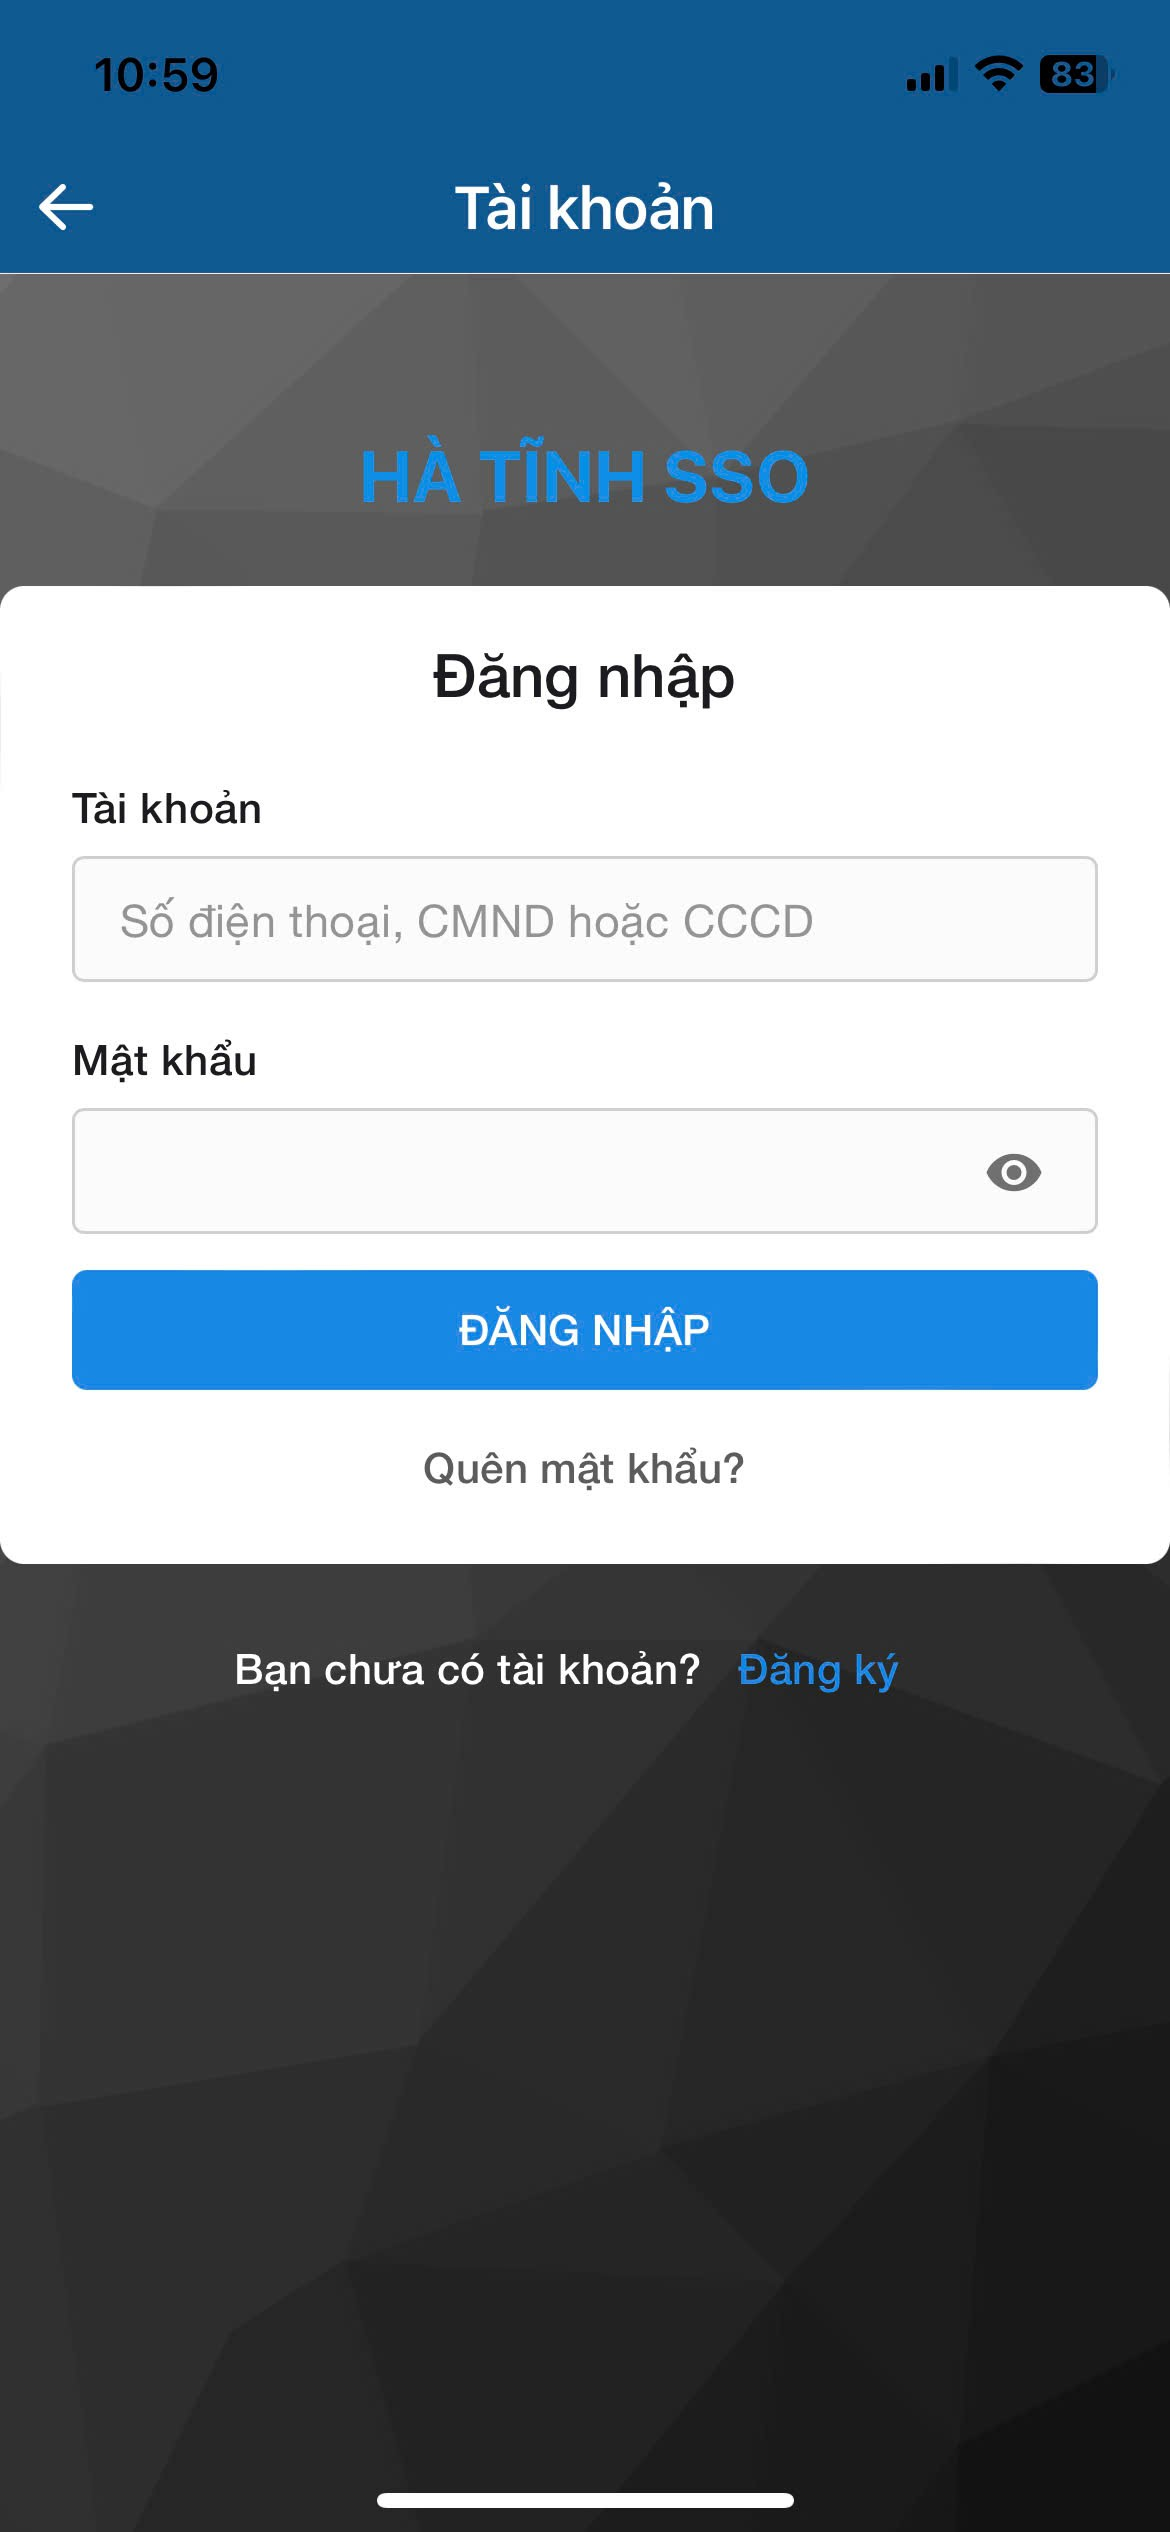 10:59
83
Tài khoản
HÀ TĨNH SSO
Đăng nhập
Tài khoản
Số điện thoại, CMND hoặc CCCD
Mật khẩu
ĐĂNG NHẬP
Quên mật khẩu?
Bạn chưa có tài khoản? Đăng ký